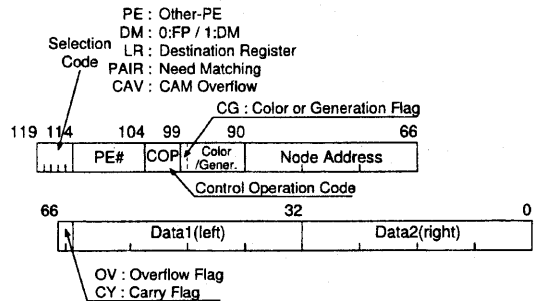 PE : Other-PE
DM : 0:FP / 1:DM
LR : Destination Register
PAIR : Need Matching
CAV : CAM Overflow
Selection
Code
CG : Color or Generation Flag
119 114 104 99 90 66
PE# COP Color
/Gener. Node Address
Control Operation Code
66 32 0
Data1(left) Data2(right)
OV : Overflow Flag
CY : Carry Flag